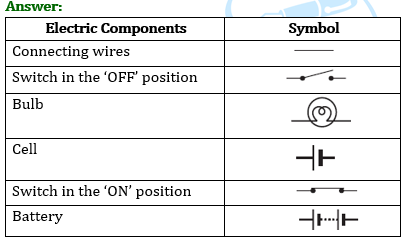 Answer:
Electric Components Symbol
Connecting wires
Switch in the ‘OFF’ position
Bulb
Cell
Switch in the ‘ON’ position
Battery